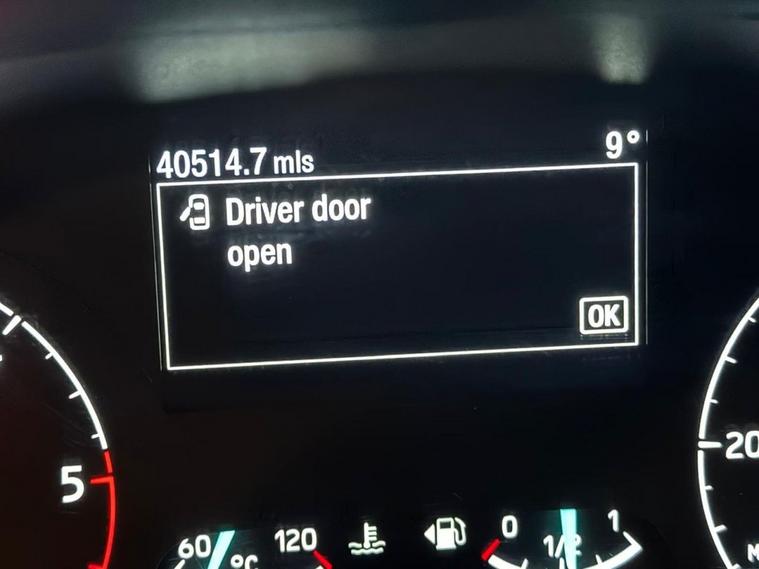 40514.7 mls 9°
Driver door
open
OK
5
20
60 °C 120
0 1/2 1